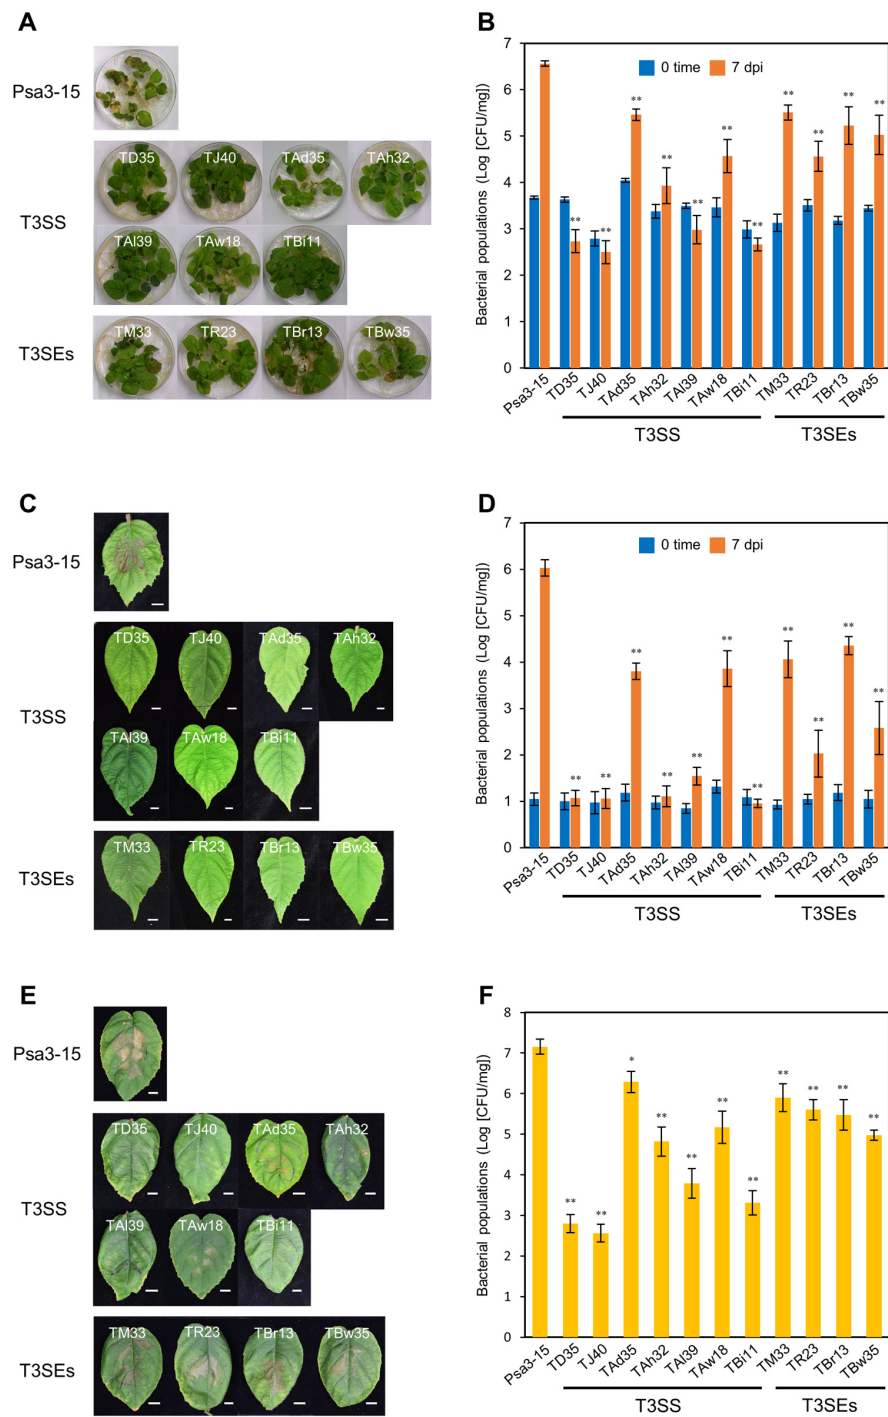 A
Psa3-15
T3SS
TD35 TJ40 TAd35 TAh32
TAl39 TAw18 TBi11
T3SEs
TM33 TR23 TBr13 TBw35
B
Bacterial populations (Log [CFU/mg])
7
6
5
4
3
2
1
0
0 time 7 dpi
** ** ** ** ** ** ** ** ** ** **
Psa3-15 TD35 TJ40 TAd35 TAh32 TAl39 TAw18 TBi11 TM33 TR23 TBr13 TBw35
T3SS T3SEs
C
Psa3-15
T3SS
TD35 TJ40 TAd35 TAh32
TAl39 TAw18 TBi11
T3SEs
TM33 TR23 TBr13 TBw35
D
Bacterial populations (Log [CFU/mg])
7
6
5
4
3
2
1
0
0 time 7 dpi
** ** ** ** ** ** ** ** ** ** **
Psa3-15 TD35 TJ40 TAd35 TAh32 TAl39 TAw18 TBi11 TM33 TR23 TBr13 TBw35
T3SS T3SEs
E
Psa3-15
T3SS
TD35 TJ40 TAd35 TAh32
TAl39 TAw18 TBi11
T3SEs
TM33 TR23 TBr13 TBw35
F
Bacterial populations (Log [CFU/mg])
8
7
6
5
4
3
2
1
0
** ** * ** ** ** ** ** ** ** **
Psa3-15 TD35 TJ40 TAd35 TAh32 TAl39 TAw18 TBi11 TM33 TR23 TBr13 TBw35
T3SS T3SEs